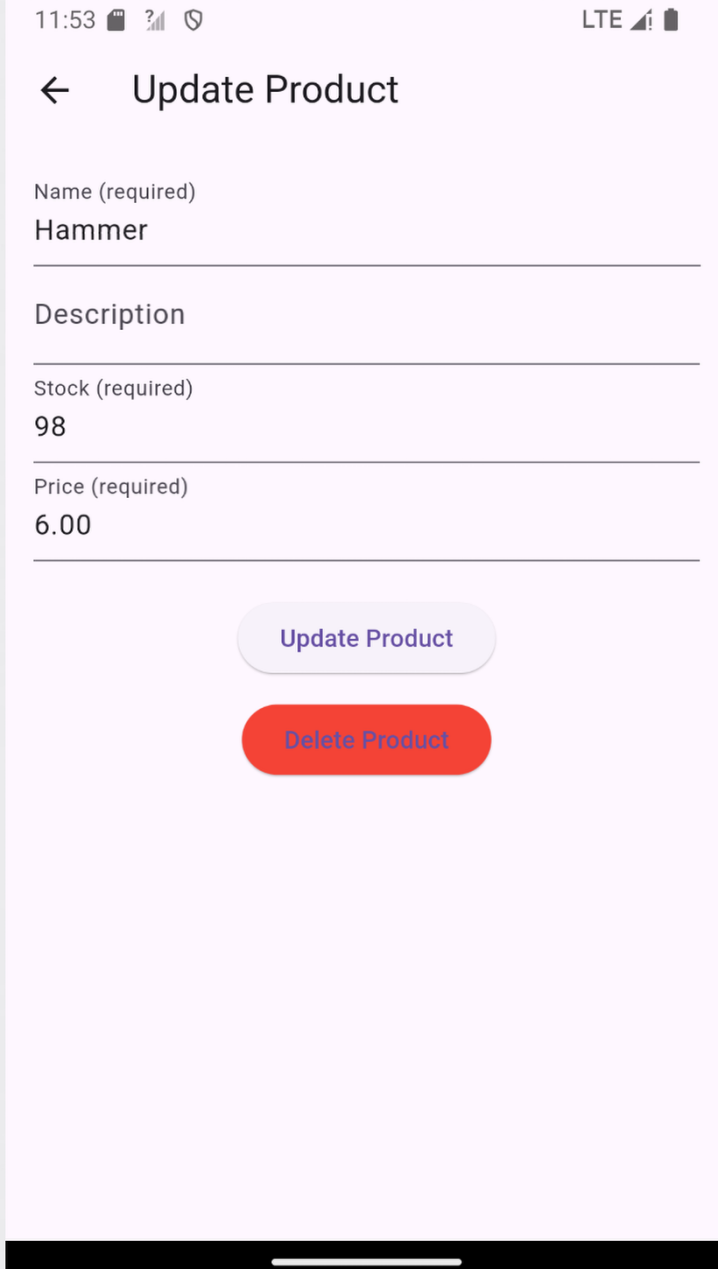 11:53 ? LTE !
Update Product
Name (required)
Hammer
Description
Stock (required)
98
Price (required)
6.00
Update Product
Delete Product